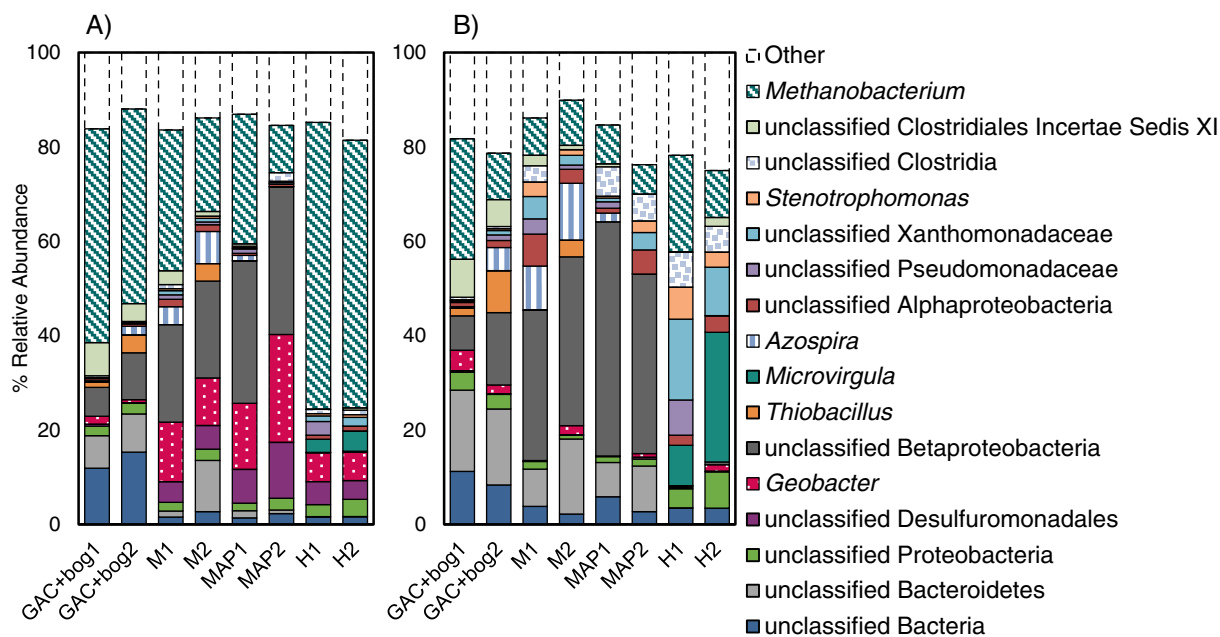 A)
B)
% Relative Abundance
100
80
60
40
20
0
GAC+bog1
GAC+bog2
M1
M2
MAP1
MAP2
H1
H2
% Relative Abundance
100
80
60
40
20
0
GAC+bog1
GAC+bog2
M1
M2
MAP1
MAP2
H1
H2
Other
Methanobacterium
unclassified Clostridiales Incertae Sedis XI
unclassified Clostridia
Stenotrophomonas
unclassified Xanthomonadaceae
unclassified Pseudomonadaceae
unclassified Alphaproteobacteria
Azospira
Microvirgula
Thiobacillus
unclassified Betaproteobacteria
Geobacter
unclassified Desulfuromonadales
unclassified Proteobacteria
unclassified Bacteroidetes
unclassified Bacteria